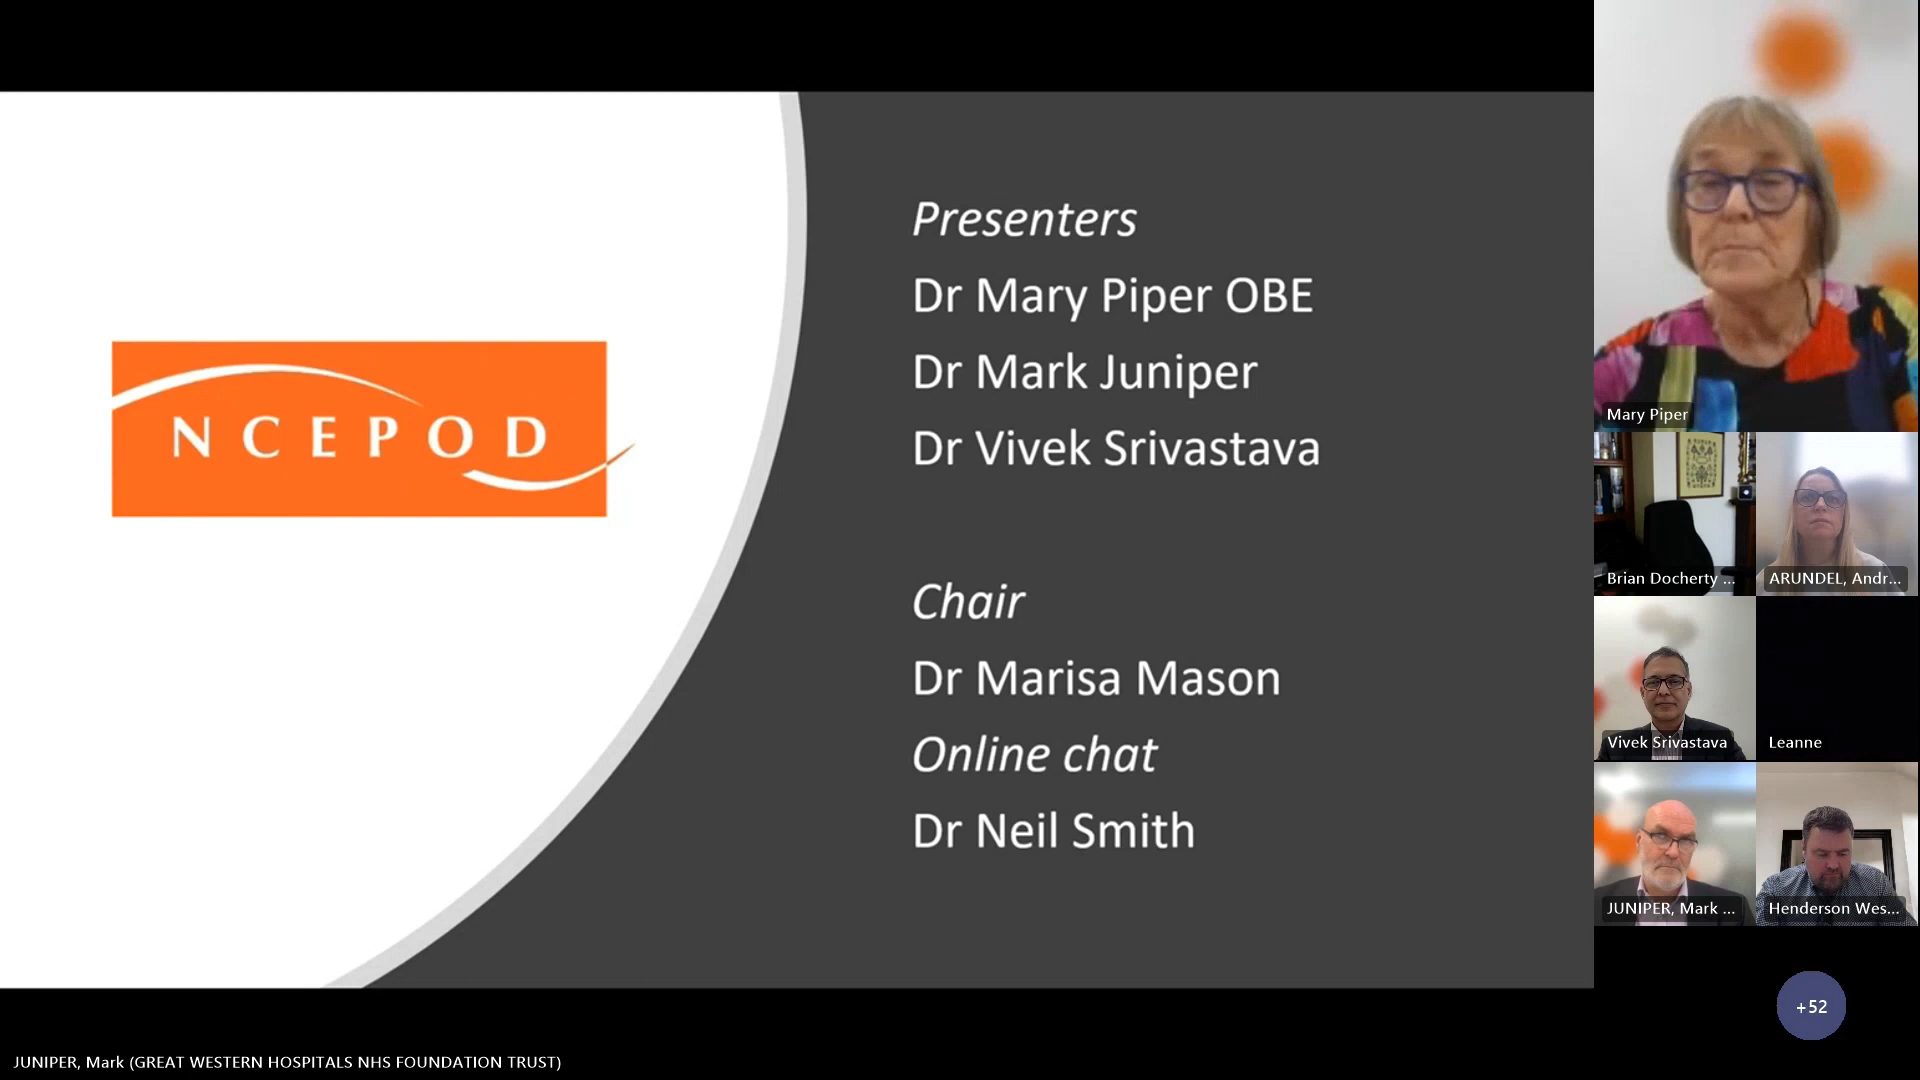 NCEPOD
Presenters
Dr Mary Piper OBE
Dr Mark Juniper
Dr Vivek Srivastava
Chair
Dr Marisa Mason
Online chat
Dr Neil Smith
Mary Piper
Brian Docherty ...
ARUNDEL, Andr...
Vivek Srivastava
Leanne
JUNIPER, Mark ...
Henderson Wes...
+52
JUNIPER, Mark (GREAT WESTERN HOSPITALS NHS FOUNDATION TRUST)